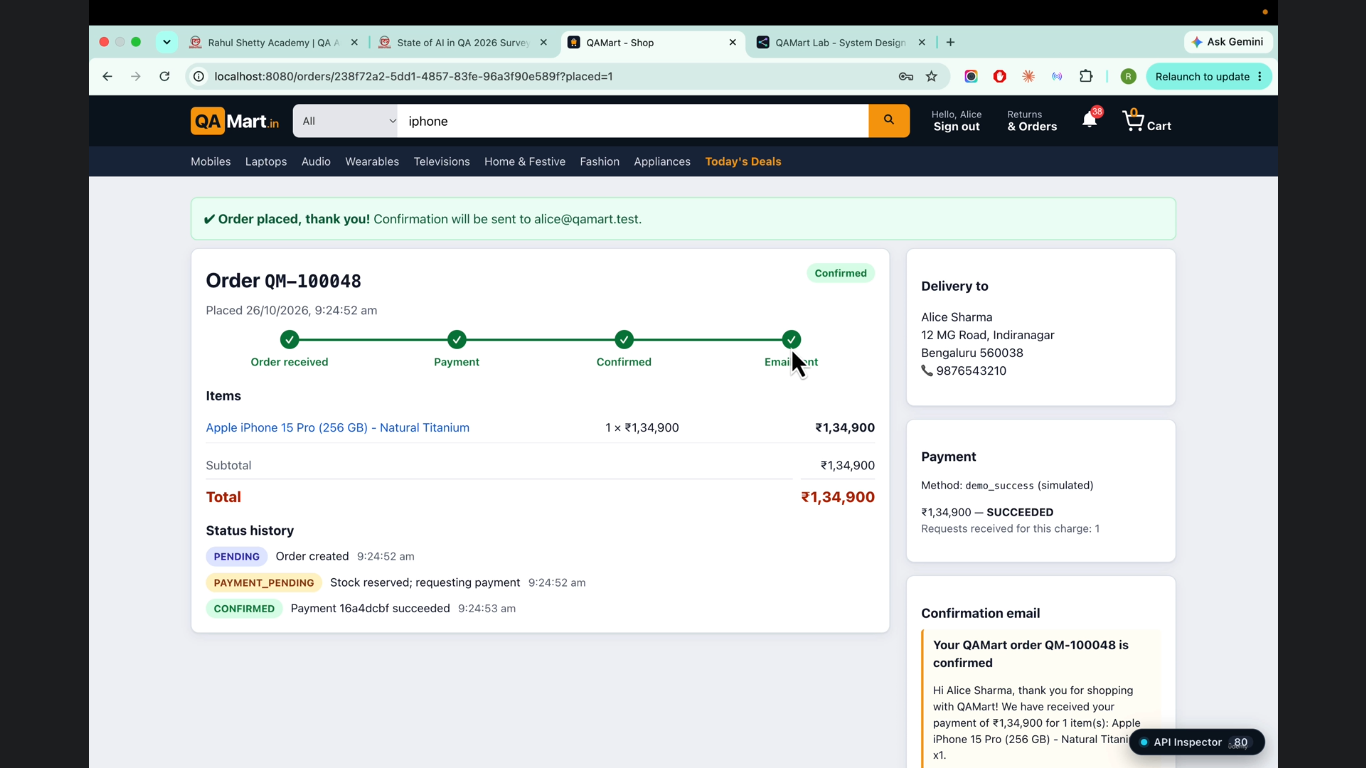 Rahul Shetty Academy | QA A
State of AI in QA 2026 Survey
QAMart - Shop
QAMart Lab - System Design
Ask Gemini
localhost:8080/orders/238f72a2-5dd1-4857-83fe-96a3f90e589f?placed=1
R
Relaunch to update
QA Mart.in
All
iphone
Hello, Alice
Sign out
Returns
& Orders
38
0
Cart
Mobiles Laptops Audio Wearables Televisions Home & Festive Fashion Appliances Today's Deals
✔ Order placed, thank you! Confirmation will be sent to alice@qamart.test.
Order QM-100048
Confirmed
Placed 26/10/2026, 9:24:52 am
Order received Payment Confirmed
Items
Apple iPhone 15 Pro (256 GB) - Natural Titanium 1 × ₹1,34,900 ₹1,34,900
Subtotal ₹1,34,900
Total ₹1,34,900
Status history
PENDING Order created 9:24:52 am
PAYMENT_PENDING Stock reserved; requesting payment 9:24:52 am
CONFIRMED Payment 16a4dcbf succeeded 9:24:53 am
Delivery to
Alice Sharma
12 MG Road, Indiranagar
Bengaluru 560038
📞 9876543210
Payment
Method: demo_success (simulated)
₹1,34,900 — SUCCEEDED
Requests received for this charge: 1
Confirmation email
Your QAMart order QM-100048 is
confirmed
Hi Alice Sharma, thank you for shopping
with QAMart! We have received your
payment of ₹1,34,900 for 1 item(s): Apple
iPhone 15 Pro (256 GB) - Natural
x1.
API Inspector 80